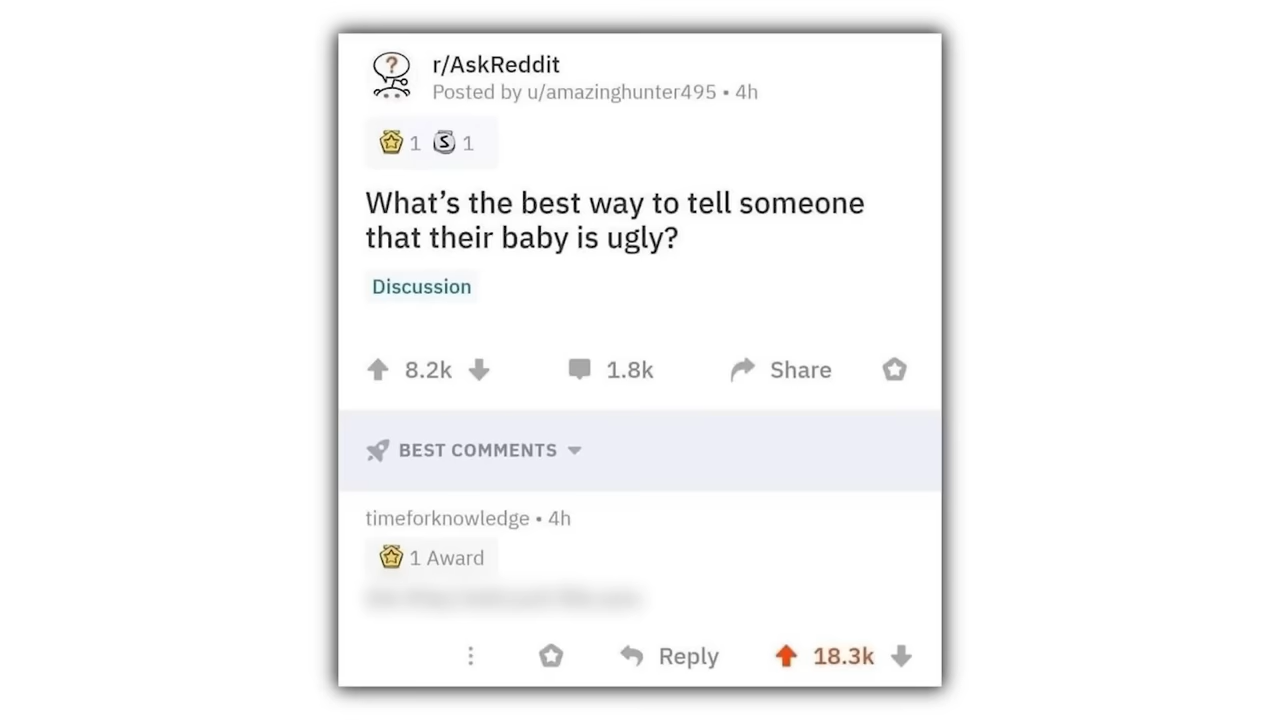 r/AskReddit
Posted by u/amazinghunter495 • 4h
1 S 1
What’s the best way to tell someone
that their baby is ugly?
Discussion
8.2k 1.8k Share
BEST COMMENTS
timeforknowledge • 4h
1 Award
Reply 18.3k